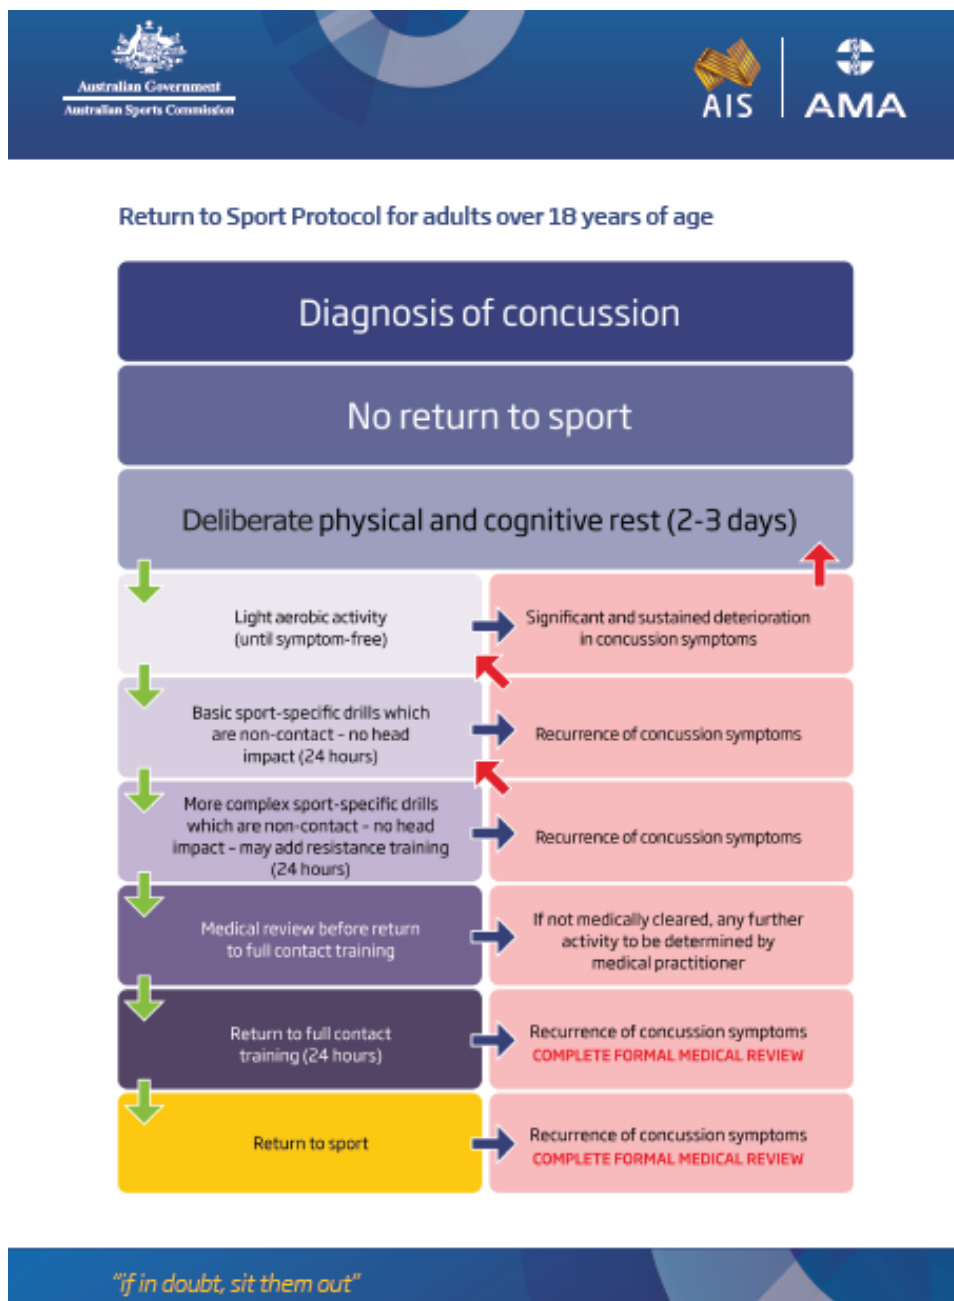 Australian Government
Australian Sports Commission
AIS
AMA
Return to Sport Protocol for adults over 18 years of age
Diagnosis of concussion
No return to sport
Deliberate physical and cognitive rest (2-3 days)
Light aerobic activity
(until symptom-free)
Significant and sustained deterioration
in concussion symptoms
Basic sport-specific drills which
are non-contact – no head
impact (24 hours)
Recurrence of concussion symptoms
More complex sport-specific drills
which are non-contact – no head
impact – may add resistance training
(24 hours)
Recurrence of concussion symptoms
Medical review before return
to full contact training
If not medically cleared, any further
activity to be determined by
medical practitioner
Return to full contact
training (24 hours)
Recurrence of concussion symptoms
COMPLETE FORMAL MEDICAL REVIEW
Return to sport
Recurrence of concussion symptoms
COMPLETE FORMAL MEDICAL REVIEW
“if in doubt, sit them out”